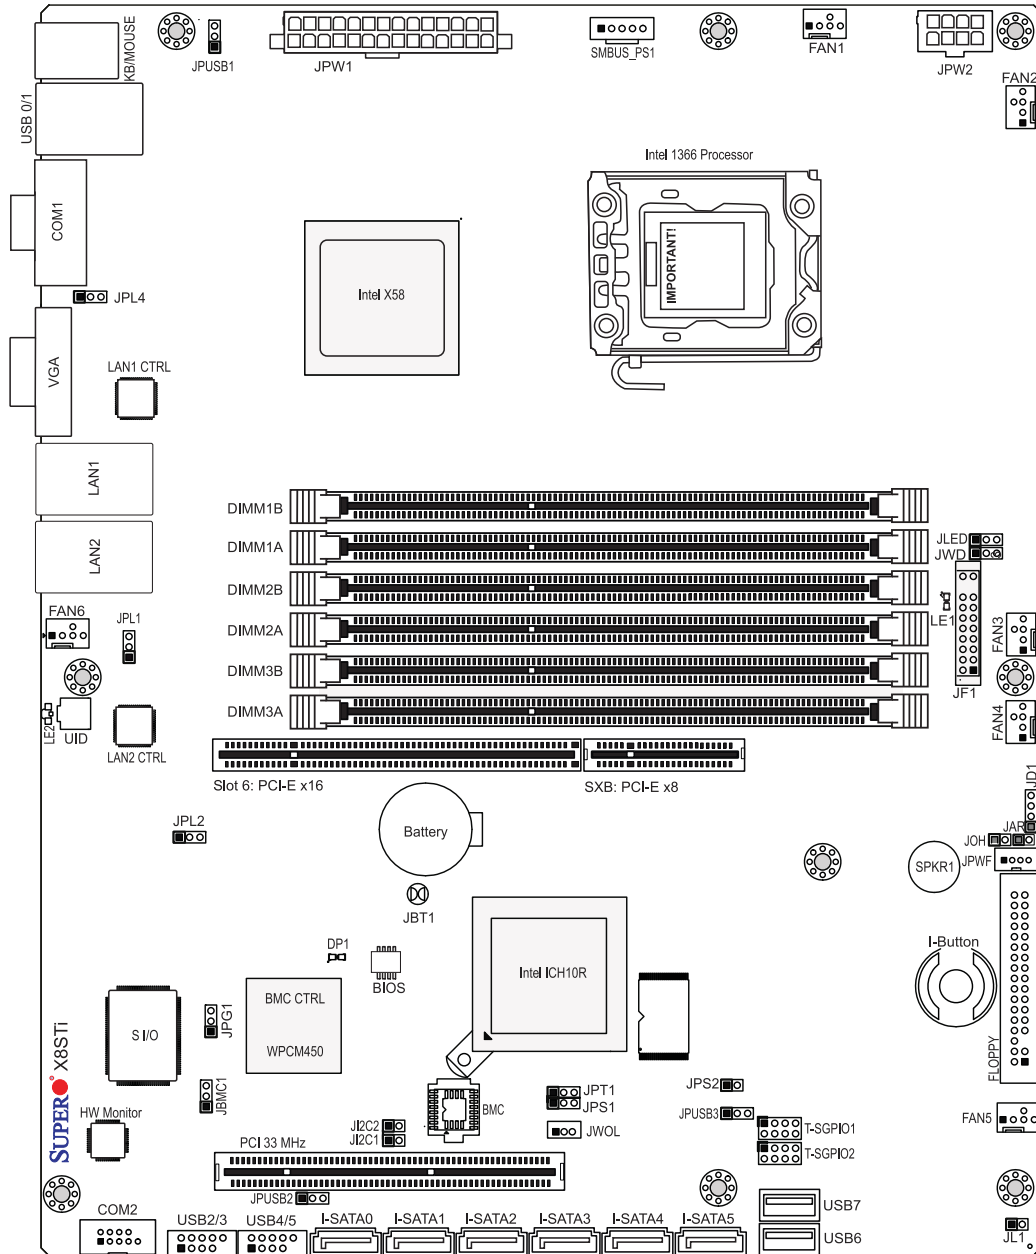 KB/MOUSE
JPUSB1
JPW1
SMBUS_PS1
FAN1
JPW2
FAN2
USB 0/1
Intel 1366 Processor
COM1
IMPORTANT!
Intel X58
JPL4
VGA
LAN1 CTRL
LAN1
DIMM1B
LAN2
DIMM1A
JLED
JWD
DIMM2B
FAN6
JPL1
DIMM2A
LE1
FAN3
DIMM3B
JF1
LE2
UID
DIMM3A
FAN4
LAN2 CTRL
Slot 6: PCI-E x16
SXB: PCI-E x8
JD1
JPL2
Battery
JAR
JOH
JPWF
SPKR1
JBT1
DP1
I-Button
BIOS
Intel ICH10R
BMC CTRL
WPCM450
S I/O
JPG1
FLOPPY
SUPER X8STi
JBMC1
JPT1
JPS1
JPS2
HW Monitor
BMC
JPUSB3
FAN5
JI2C2
JI2C1
JWOL
T-SGPIO1
T-SGPIO2
PCI 33 MHz
JPUSB2
COM2
USB2/3
USB4/5
I-SATA0
I-SATA1
I-SATA2
I-SATA3
I-SATA4
I-SATA5
USB7
USB6
JL1